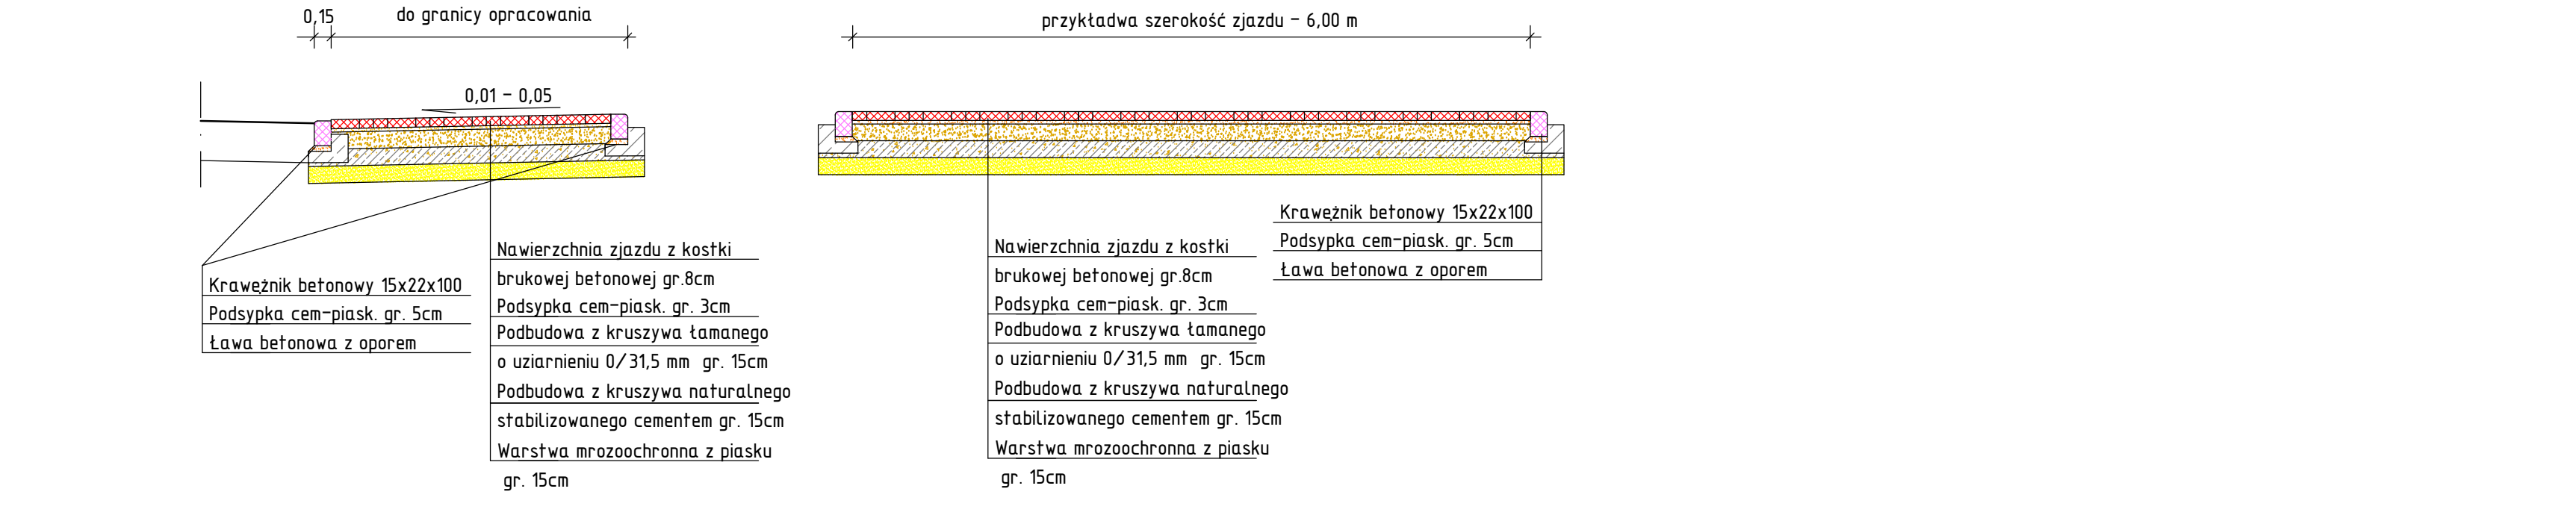 0,15
do granicy opracowania
0,01 - 0,05
Krawężnik betonowy 15x22x100
Podsypka cem-piask. gr. 5cm
Ława betonowa z oporem
Nawierzchnia zjazdu z kostki
brukowej betonowej gr.8cm
Podsypka cem-piask. gr. 3cm
Podbudowa z kruszywa łamanego
o uziarnieniu 0/31,5 mm gr. 15cm
Podbudowa z kruszywa naturalnego
stabilizowanego cementem gr. 15cm
Warstwa mrozoochronna z piasku
gr. 15cm
przykładwa szerokość zjazdu - 6,00 m
Nawierzchnia zjazdu z kostki
brukowej betonowej gr.8cm
Podsypka cem-piask. gr. 3cm
Podbudowa z kruszywa łamanego
o uziarnieniu 0/31,5 mm gr. 15cm
Podbudowa z kruszywa naturalnego
stabilizowanego cementem gr. 15cm
Warstwa mrozoochronna z piasku
gr. 15cm
Krawężnik betonowy 15x22x100
Podsypka cem-piask. gr. 5cm
Ława betonowa z oporem